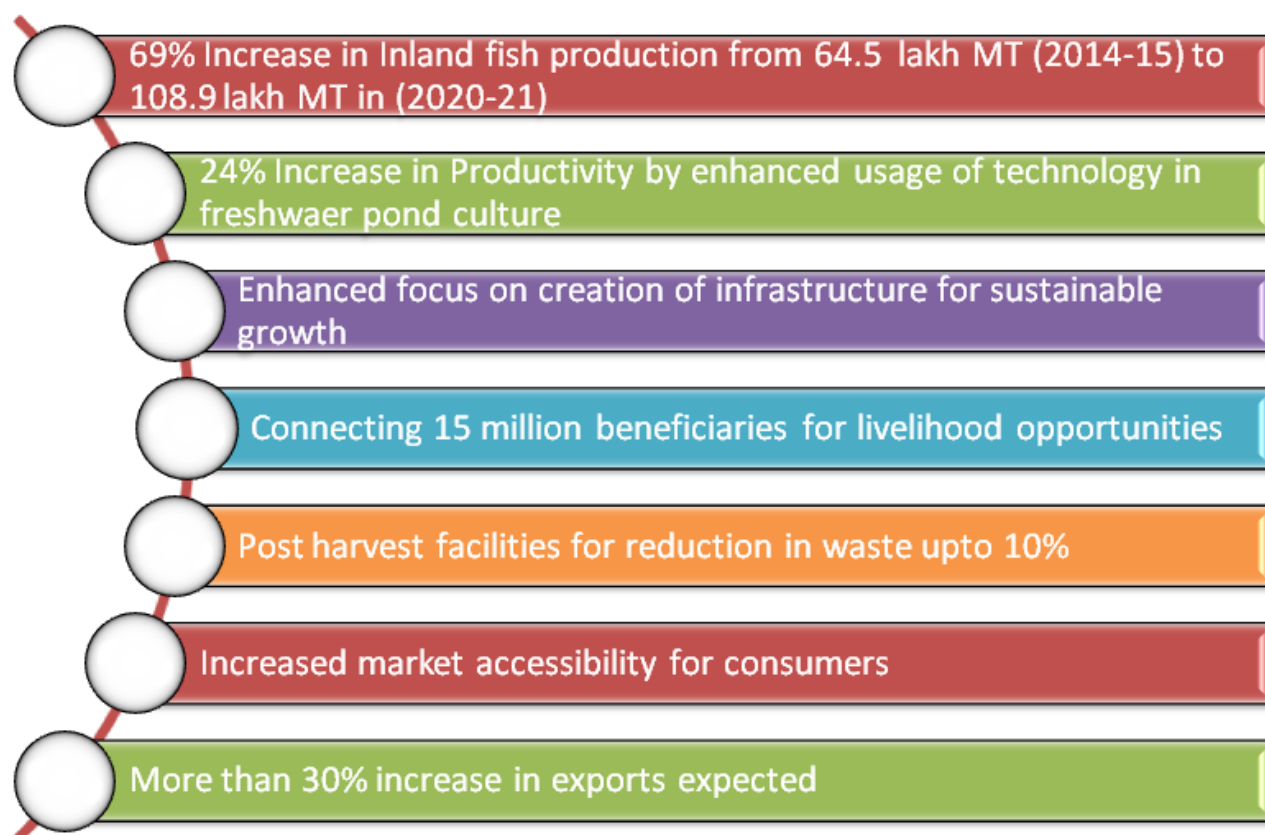 69% Increase in Inland fish production from 64.5 lakh MT (2014-15) to
108.9 lakh MT in (2020-21)
24% Increase in Productivity by enhanced usage of technology in
freshwaer pond culture
Enhanced focus on creation of infrastructure for sustainable
growth
Connecting 15 million beneficiaries for livelihood opportunities
Post harvest facilities for reduction in waste upto 10%
Increased market accessibility for consumers
More than 30% increase in exports expected